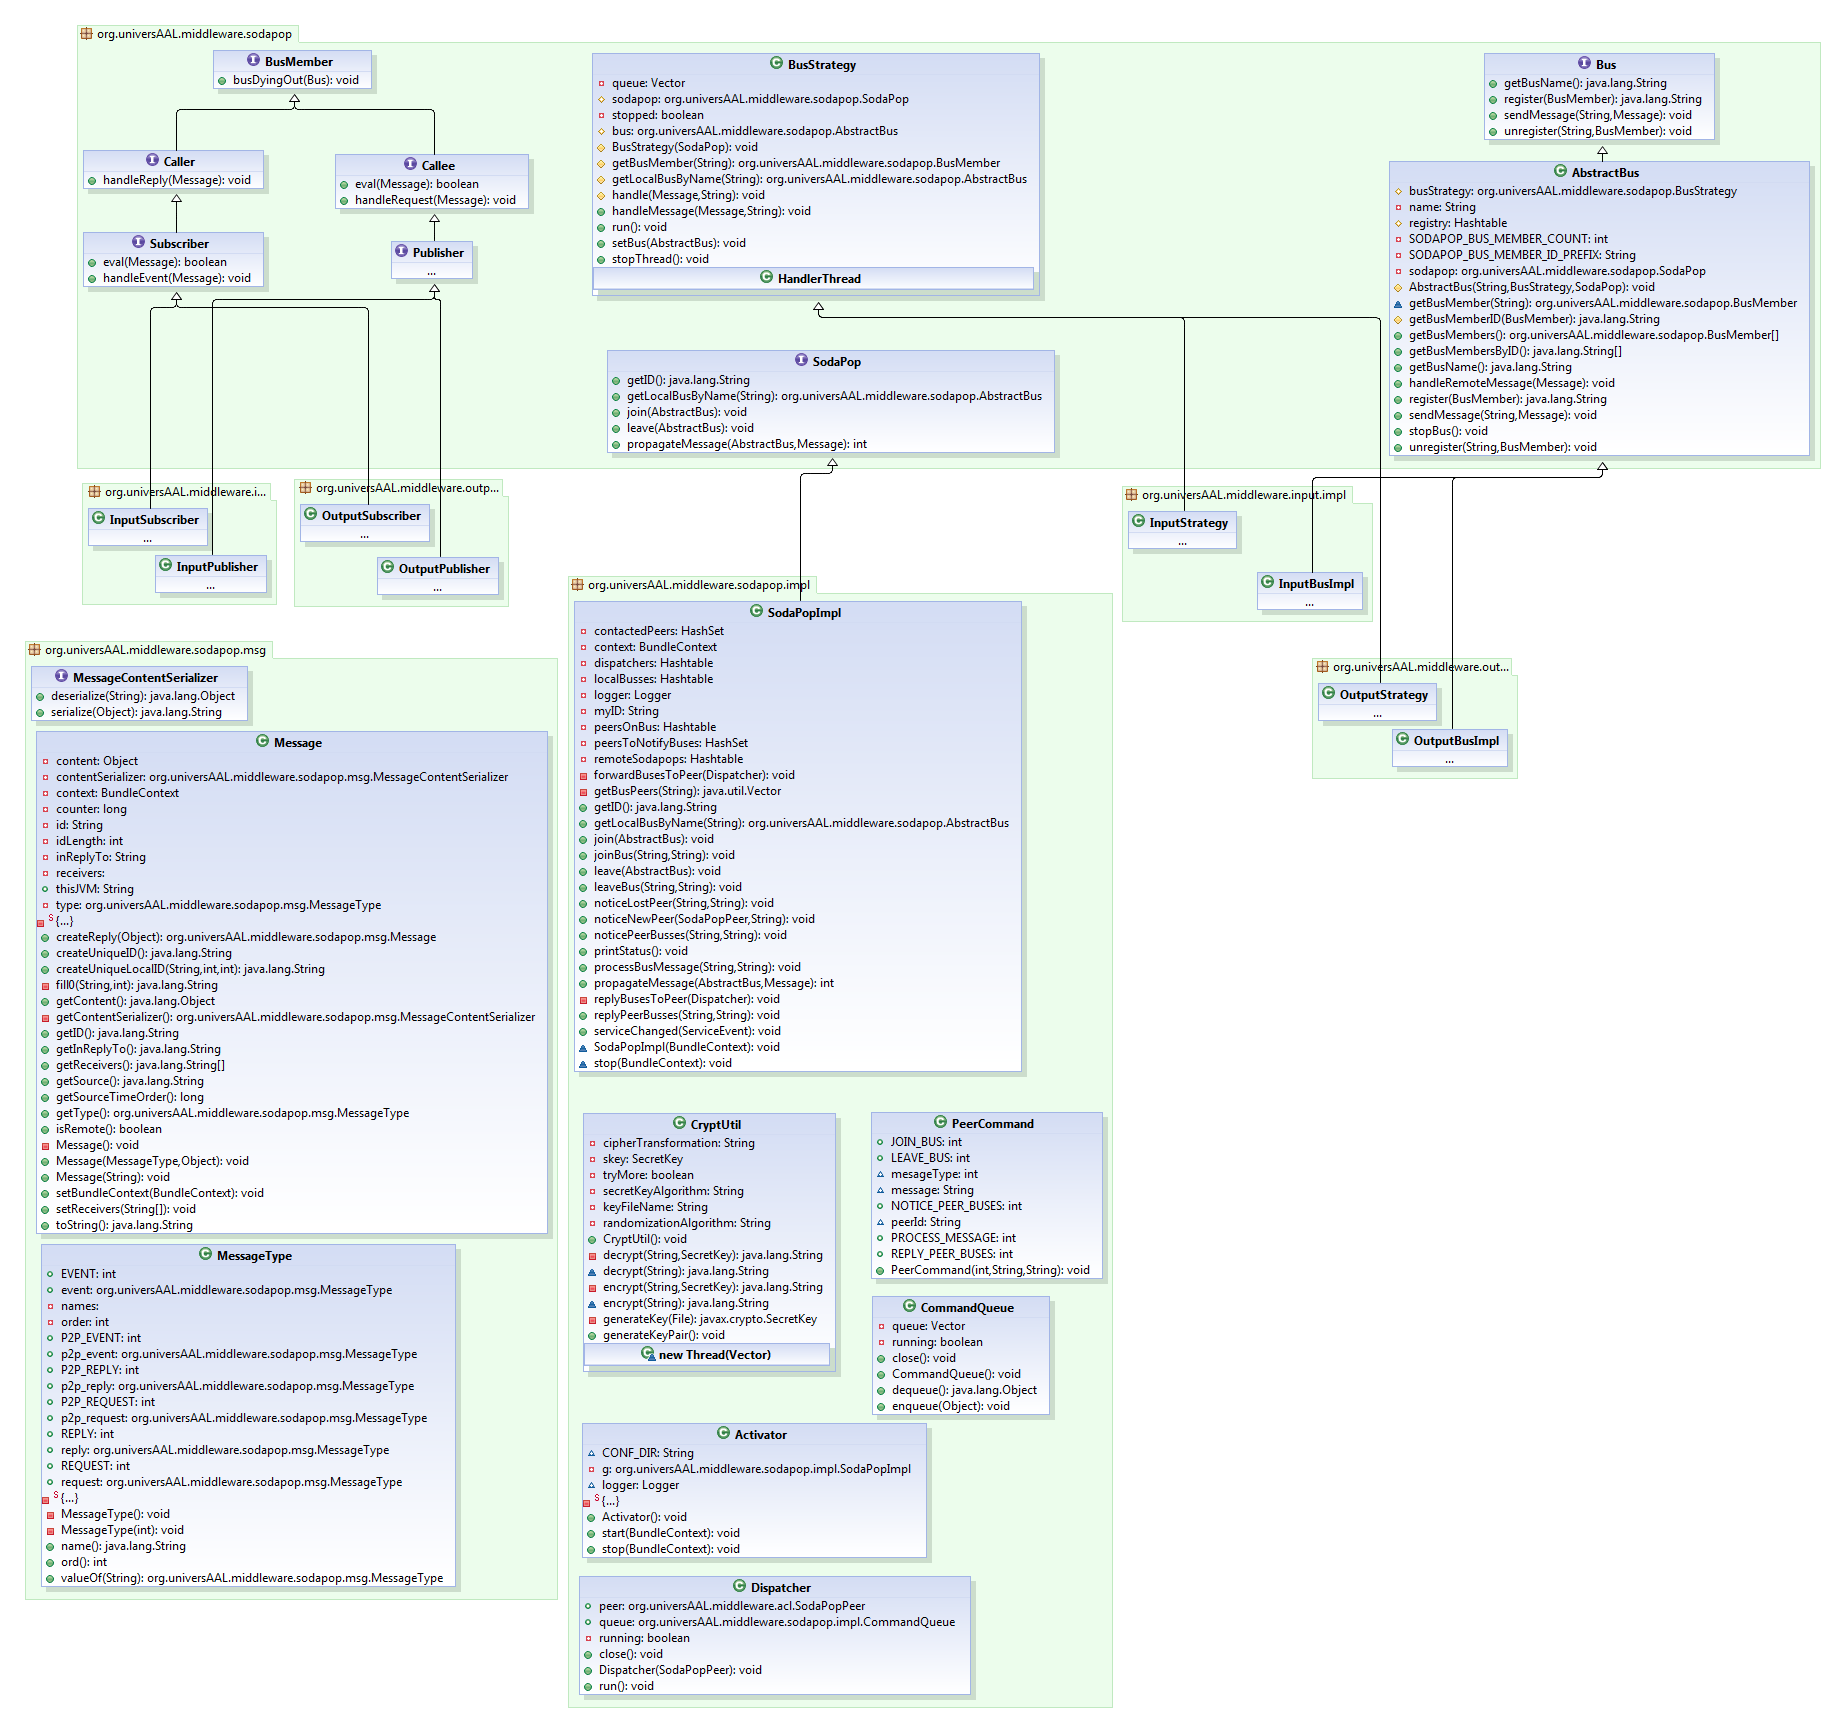 org.universAAL.middleware.sodapop
BusMember
busDyingOut(Bus): void
Caller
handleReply(Message): void
Callee
eval(Message): boolean
handleRequest(Message): void
Subscriber
eval(Message): boolean
handleEvent(Message): void
Publisher
...
BusStrategy
queue: Vector
sodapop: org.universAAL.middleware.sodapop.SodaPop
stopped: boolean
bus: org.universAAL.middleware.sodapop.AbstractBus
BusStrategy(SodaPop): void
getBusMember(String): org.universAAL.middleware.sodapop.BusMember
getLocalBusByName(String): org.universAAL.middleware.sodapop.AbstractBus
handle(Message,String): void
handleMessage(Message,String): void
run(): void
setBus(AbstractBus): void
stopThread(): void
HandlerThread
SodaPop
getID(): java.lang.String
getLocalBusByName(String): org.universAAL.middleware.sodapop.AbstractBus
join(AbstractBus): void
leave(AbstractBus): void
propagateMessage(AbstractBus,Message): int
Bus
getBusName(): java.lang.String
register(BusMember): java.lang.String
sendMessage(String,Message): void
unregister(String,BusMember): void
AbstractBus
busStrategy: org.universAAL.middleware.sodapop.BusStrategy
name: String
registry: Hashtable
SODAPOP_BUS_MEMBER_COUNT: int
SODAPOP_BUS_MEMBER_ID_PREFIX: String
sodapop: org.universAAL.middleware.sodapop.SodaPop
AbstractBus(String,BusStrategy,SodaPop): void
getBusMember(String): org.universAAL.middleware.sodapop.BusMember
getBusMemberID(BusMember): java.lang.String
getBusMembers(): org.universAAL.middleware.sodapop.BusMember[]
getBusMembersByID(): java.lang.String[]
getBusName(): java.lang.String
handleRemoteMessage(Message): void
register(BusMember): java.lang.String
sendMessage(String,Message): void
stopBus(): void
unregister(String,BusMember): void
org.universAAL.middleware.i...
InputSubscriber
...
InputPublisher
...
org.universAAL.middleware.outp...
OutputSubscriber
...
OutputPublisher
...
org.universAAL.middleware.input.impl
InputStrategy
...
InputBusImpl
...
org.universAAL.middleware.out...
OutputStrategy
...
OutputBusImpl
...
org.universAAL.middleware.sodapop.msg
MessageContentSerializer
deserialize(String): java.lang.Object
serialize(Object): java.lang.String
Message
content: Object
contentSerializer: org.universAAL.middleware.sodapop.msg.MessageContentSerializer
context: BundleContext
counter: long
id: String
idLength: int
inReplyTo: String
receivers:
thisJVM: String
type: org.universAAL.middleware.sodapop.msg.MessageType
S {...}
createReply(Object): org.universAAL.middleware.sodapop.msg.Message
createUniqueID(): java.lang.String
createUniqueLocalID(String,int,int): java.lang.String
fill0(String,int): java.lang.String
getContent(): java.lang.Object
getContentSerializer(): org.universAAL.middleware.sodapop.msg.MessageContentSerializer
getID(): java.lang.String
getInReplyTo(): java.lang.String
getReceivers(): java.lang.String[]
getSource(): java.lang.String
getSourceTimeOrder(): long
getType(): org.universAAL.middleware.sodapop.msg.MessageType
isRemote(): boolean
Message(): void
Message(MessageType,Object): void
Message(String): void
setBundleContext(BundleContext): void
setReceivers(String[]): void
toString(): java.lang.String
MessageType
EVENT: int
event: org.universAAL.middleware.sodapop.msg.MessageType
names:
order: int
P2P_EVENT: int
p2p_event: org.universAAL.middleware.sodapop.msg.MessageType
P2P_REPLY: int
p2p_reply: org.universAAL.middleware.sodapop.msg.MessageType
P2P_REQUEST: int
p2p_request: org.universAAL.middleware.sodapop.msg.MessageType
REPLY: int
reply: org.universAAL.middleware.sodapop.msg.MessageType
REQUEST: int
request: org.universAAL.middleware.sodapop.msg.MessageType
S {...}
MessageType(): void
MessageType(int): void
name(): java.lang.String
ord(): int
valueOf(String): org.universAAL.middleware.sodapop.msg.MessageType
org.universAAL.middleware.sodapop.impl
SodaPopImpl
contactedPeers: HashSet
context: BundleContext
dispatchers: Hashtable
localBusses: Hashtable
logger: Logger
myID: String
peersOnBus: Hashtable
peersToNotifyBuses: HashSet
remoteSodapops: Hashtable
forwardBusesToPeer(Dispatcher): void
getBusPeers(String): java.util.Vector
getID(): java.lang.String
getLocalBusByName(String): org.universAAL.middleware.sodapop.AbstractBus
join(AbstractBus): void
joinBus(String,String): void
leave(AbstractBus): void
leaveBus(String,String): void
noticeLostPeer(String,String): void
noticeNewPeer(SodaPopPeer,String): void
noticePeerBusses(String,String): void
printStatus(): void
processBusMessage(String,String): void
propagateMessage(AbstractBus,Message): int
replyBusesToPeer(Dispatcher): void
replyPeerBusses(String,String): void
serviceChanged(ServiceEvent): void
SodaPopImpl(BundleContext): void
stop(BundleContext): void
CryptUtil
cipherTransformation: String
skey: SecretKey
tryMore: boolean
secretKeyAlgorithm: String
keyFileName: String
randomizationAlgorithm: String
CryptUtil(): void
decrypt(String,SecretKey): java.lang.String
decrypt(String): java.lang.String
encrypt(String,SecretKey): java.lang.String
encrypt(String): java.lang.String
generateKey(File): javax.crypto.SecretKey
generateKeyPair(): void
new Thread(Vector)
PeerCommand
JOIN_BUS: int
LEAVE_BUS: int
mesageType: int
message: String
NOTICE_PEER_BUSES: int
peerId: String
PROCESS_MESSAGE: int
REPLY_PEER_BUSES: int
PeerCommand(int,String,String): void
CommandQueue
queue: Vector
running: boolean
close(): void
CommandQueue(): void
dequeue(): java.lang.Object
enqueue(Object): void
Activator
CONF_DIR: String
g: org.universAAL.middleware.sodapop.impl.SodaPopImpl
logger: Logger
S {...}
Activator(): void
start(BundleContext): void
stop(BundleContext): void
Dispatcher
peer: org.universAAL.middleware.acl.SodaPopPeer
queue: org.universAAL.middleware.sodapop.impl.CommandQueue
running: boolean
close(): void
Dispatcher(SodaPopPeer): void
run(): void